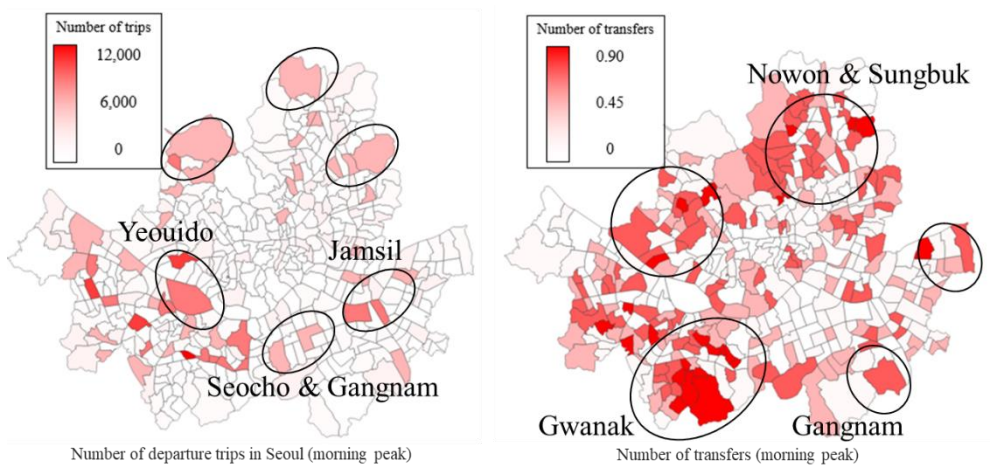 Number of trips
12,000
6,000
0
Yeouido
Jamsil
Seocho & Gangnam
Number of departure trips in Seoul (morning peak)
Number of transfers
0.90
0.45
0
Nowon & Sungbuk
Gwanak
Gangnam
Number of transfers (morning peak)